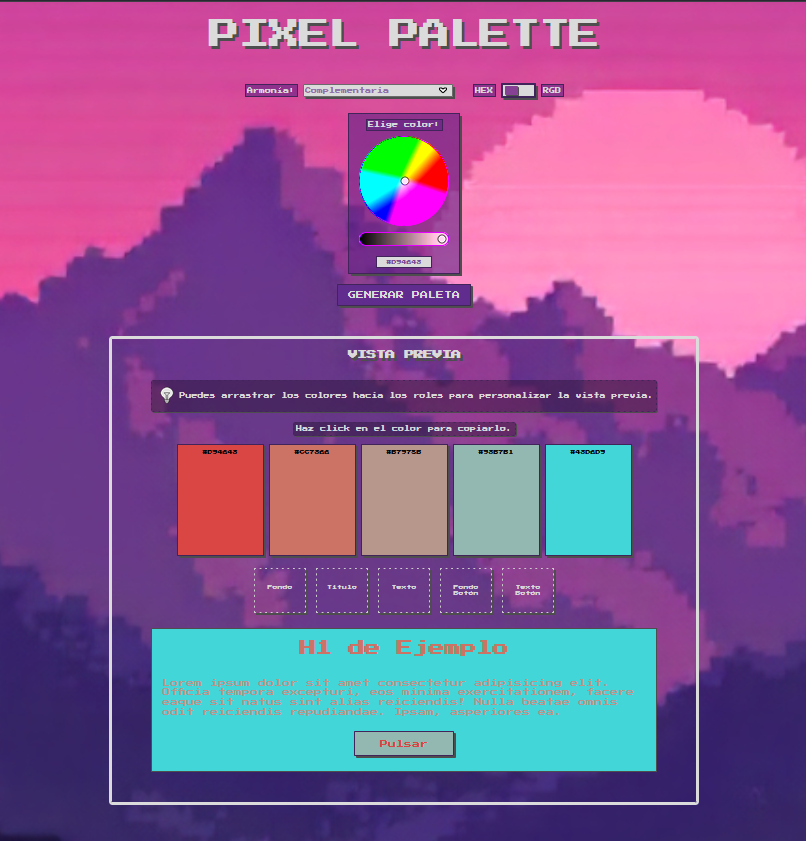 PIXEL PALETTE
Armonía: Complementaria HEX RGB
Elige color:
#D94643
GENERAR PALETA
VISTA PREVIA
Puedes arrastrar los colores hacia los roles para personalizar la vista previa.
Haz click en el color para copiarlo.
#D94643 #CC7366 #B7978B #93B7B1 #43D6D9
Fondo Título Texto Fondo Botón Texto Botón
H1 de Ejemplo
Lorem ipsum dolor sit amet consectetur adipisicing elit.
Officia tempora excepturi, eos minima exercitationem, facere
eaque sit natus sint alias reiciendis! Nulla beatae omnis
odit reiciendis repudiandae. Ipsam, asperiores ea.
Pulsar